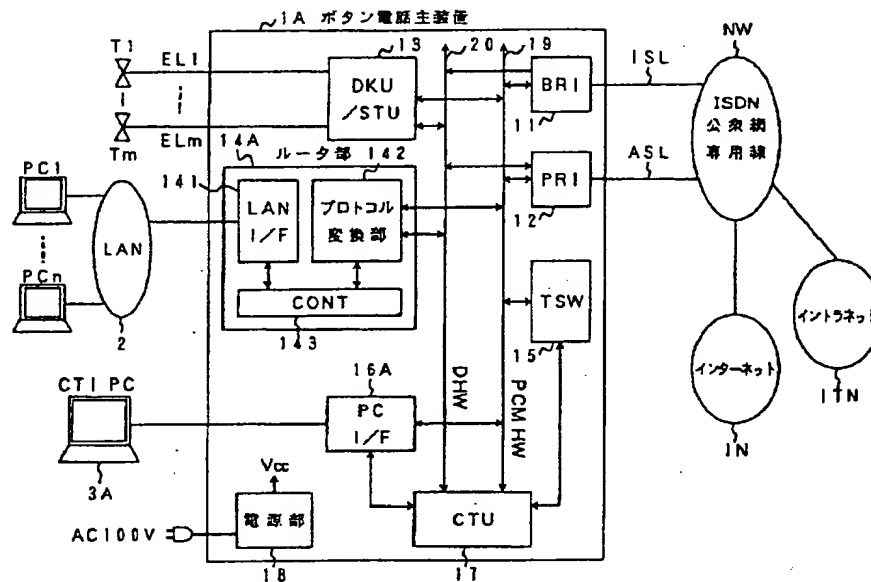 1A ボタン電話主装置
T1
EL1
13
20
19
NW
DKU
/STU
BRI
ISL
ISDN
公衆網
専用線
11
Tm
ELm
14A
ルータ部
142
PRI
ASL
12
PC1
141
LAN
I/F
プロトコル
変換部
LAN
PCn
CONT
2
143
TSW
15
イントラネット
インターネット
ITN
IN
DHW
PCM HW
CTI PC
16A
PC
I/F
3A
Vcc
AC100V
電源部
CTU
18
17